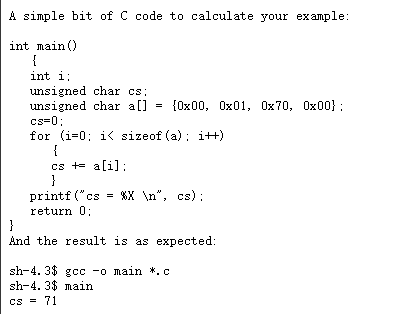 A simple bit of C code to calculate your example:
int main()
{
int i;
unsigned char cs;
unsigned char a[] = {0x00, 0x01, 0x70, 0x00};
cs=0;
for (i=0; i< sizeof(a); i++)
{
cs += a[i];
}
printf("cs = %X \n", cs);
return 0;
}
And the result is as expected:
sh-4.3$ gcc -o main *.c
sh-4.3$ main
cs = 71